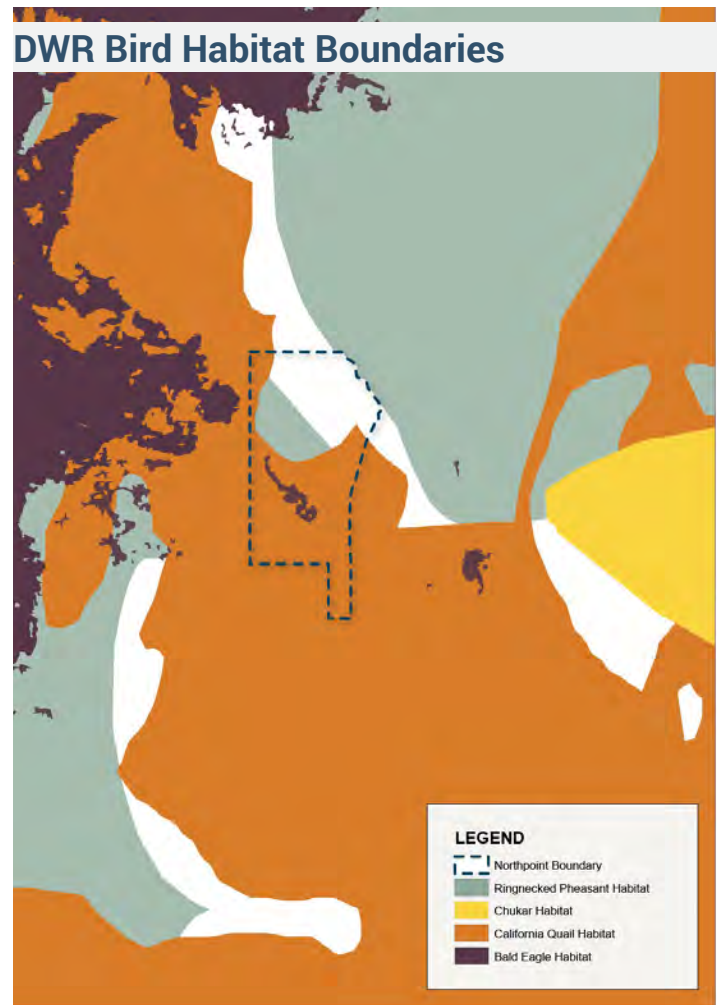 DWR Bird Habitat Boundaries
LEGEND
Northpoint Boundary
Ringnecked Pheasant Habitat
Chukar Habitat
California Quail Habitat
Bald Eagle Habitat